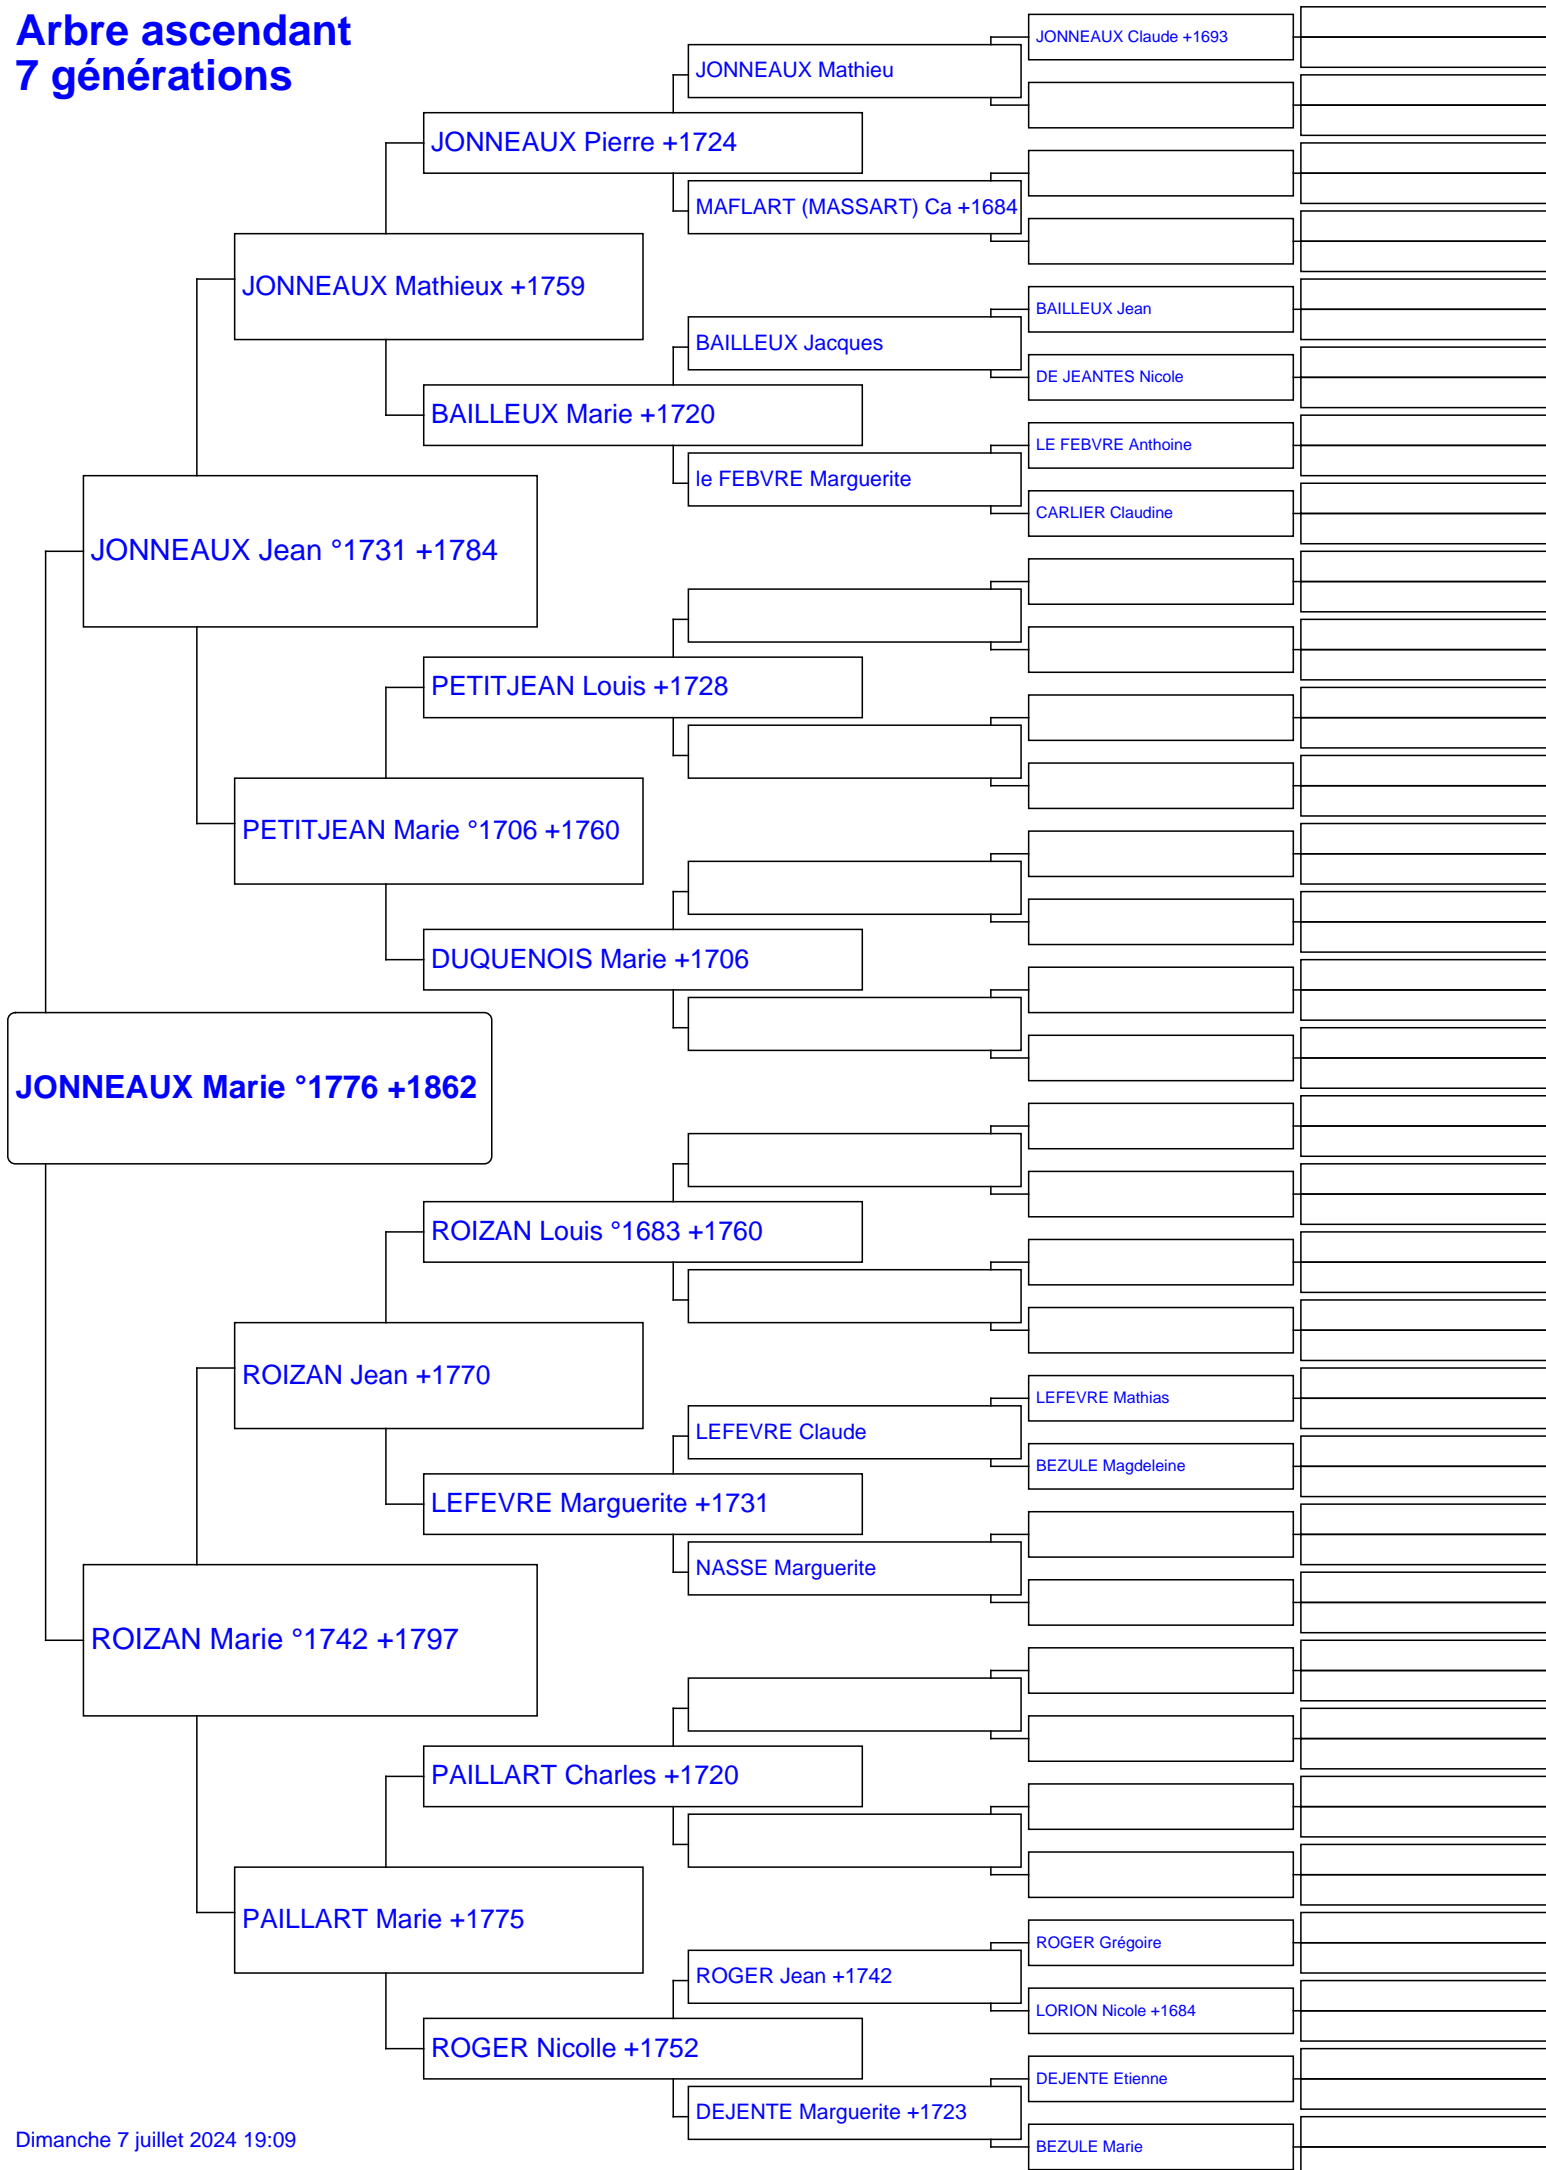 Arbre ascendant
7 générations
JONNEAUX Claude +1693
JONNEAUX Mathieu
JONNEAUX Pierre +1724
MAFLART (MASSART) Ca +1684
JONNEAUX Mathieux +1759
BAILLEUX Jean
BAILLEUX Jacques
DE JEANTES Nicole
BAILLEUX Marie +1720
LE FEBVRE Anthoine
le FEBVRE Marguerite
CARLIER Claudine
JONNEAUX Jean °1731 +1784
PETITJEAN Louis +1728
PETITJEAN Marie °1706 +1760
DUQUENOIS Marie +1706
JONNEAUX Marie °1776 +1862
ROIZAN Louis °1683 +1760
ROIZAN Jean +1770
LEFEVRE Mathias
LEFEVRE Claude
BEZULE Magdeleine
LEFEVRE Marguerite +1731
NASSE Marguerite
ROIZAN Marie °1742 +1797
PAILLART Charles +1720
PAILLART Marie +1775
ROGER Grégoire
ROGER Jean +1742
LORION Nicole +1684
ROGER Nicolle +1752
DEJENTE Etienne
DEJENTE Marguerite +1723
BEZULE Marie
Dimanche 7 juillet 2024 19:09